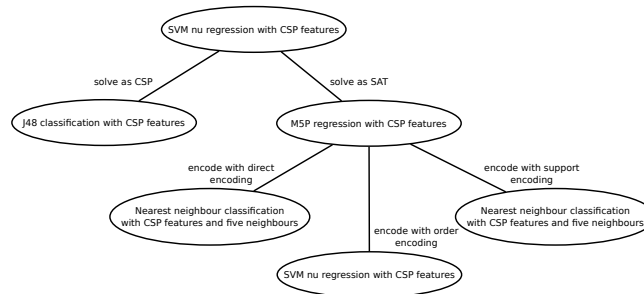 SVM nu regression with CSP features
solve as CSP
solve as SAT
J48 classification with CSP features
M5P regression with CSP features
encode with direct
encoding
encode with support
encoding
Nearest neighbour classification
with CSP features and five neighbours
Nearest neighbour classification
with CSP features and five neighbours
encode with order
encoding
SVM nu regression with CSP features